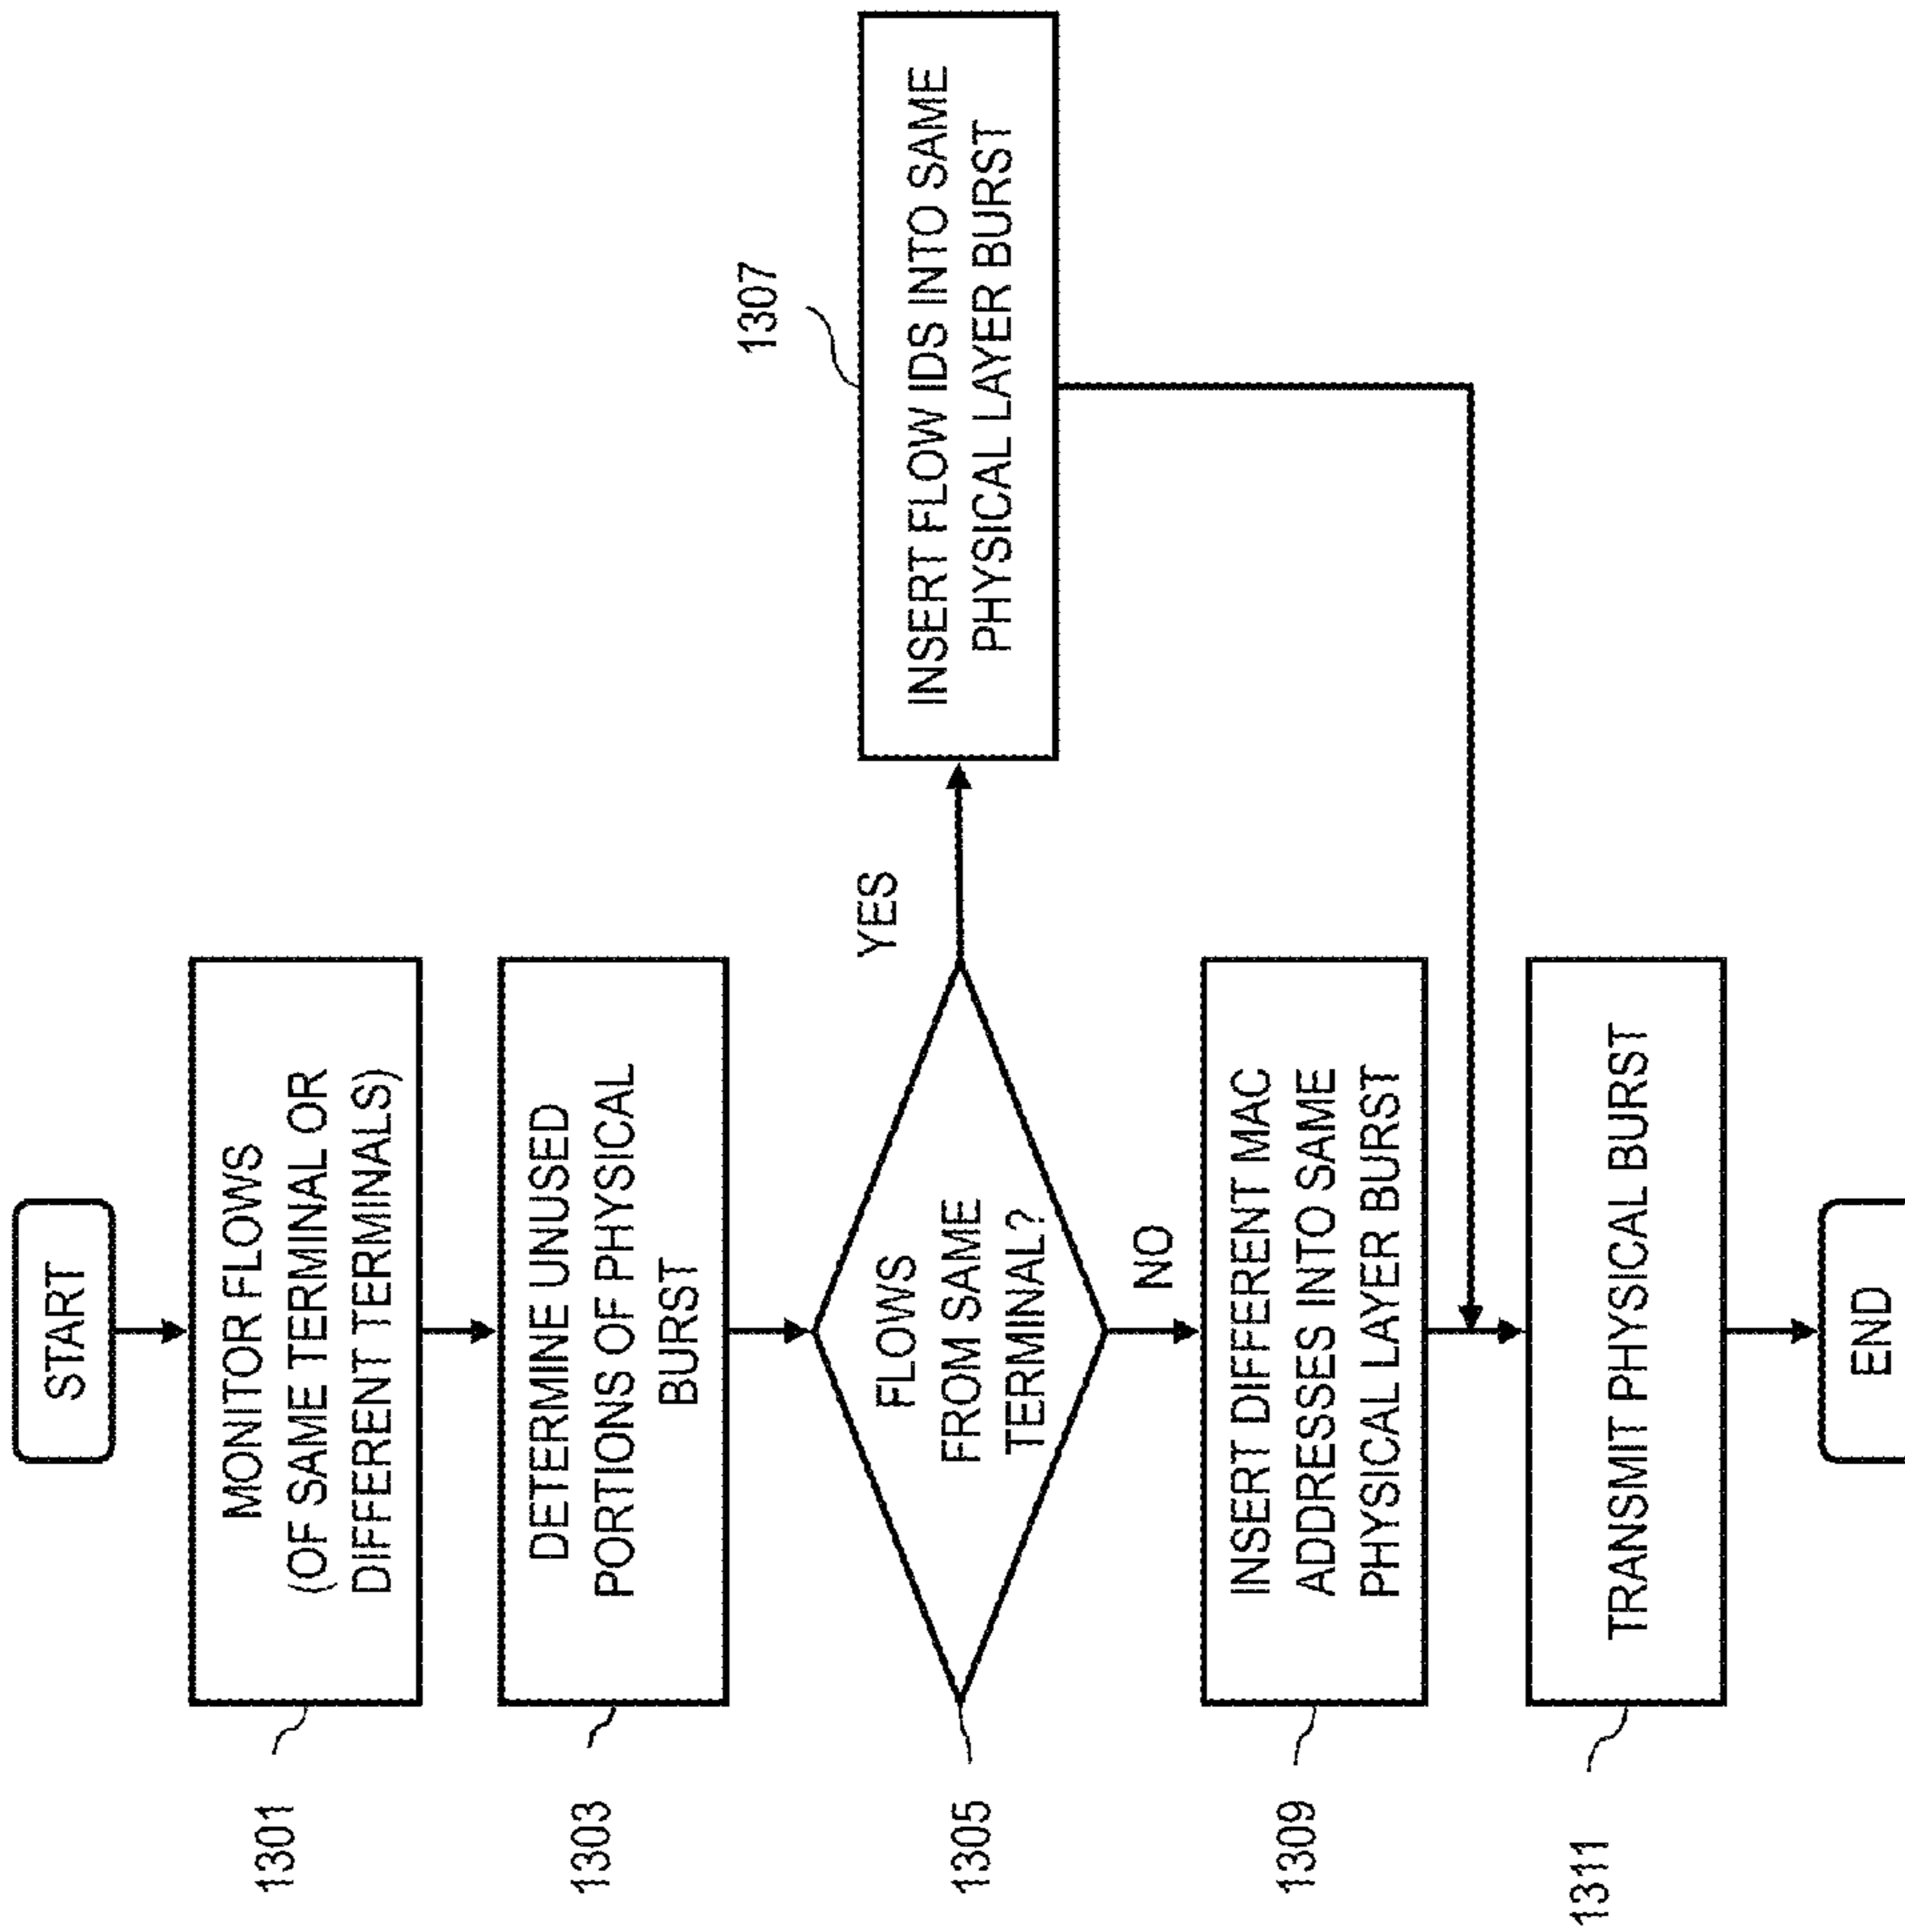 START
1301
MONITOR FLOWS
(OF SAME TERMINAL OR
DIFFERENT TERMINALS)
1303
DETERMINE UNUSED
PORTIONS OF PHYSICAL
BURST
1305
FLOWS
FROM SAME
TERMINAL?
YES
1307
INSERT FLOW IDS INTO SAME
PHYSICAL LAYER BURST
NO
1309
INSERT DIFFERENT MAC
ADDRESSES INTO SAME
PHYSICAL LAYER BURST
1311
TRANSMIT PHYSICAL BURST
END